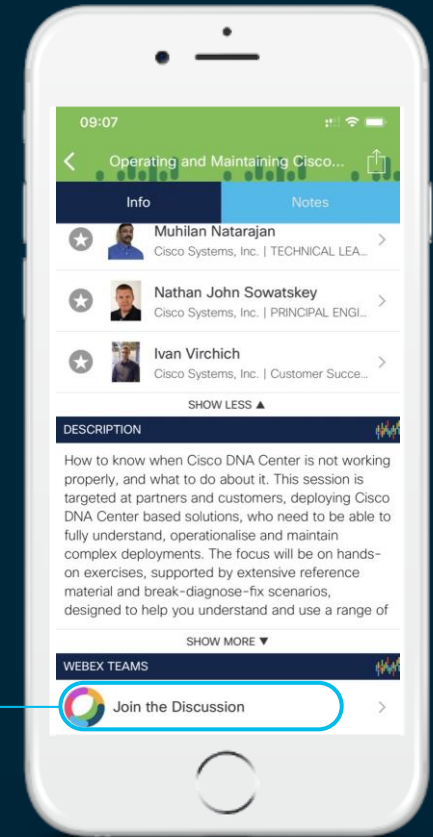 09:07
Operating and Maintaining Cisco...
Info
Notes
Muhilan Natarajan
Cisco Systems, Inc. | TECHNICAL LEA...
Nathan John Sowatskey
Cisco Systems, Inc. | PRINCIPAL ENGI...
Ivan Virchich
Cisco Systems, Inc. | Customer Succe...
SHOW LESS ▲
DESCRIPTION
How to know when Cisco DNA Center is not working
properly, and what to do about it. This session is
targeted at partners and customers, deploying Cisco
DNA Center based solutions, who need to be able to
fully understand, operationalise and maintain
complex deployments. The focus will be on hands-
on exercises, supported by extensive reference
material and break-diagnose-fix scenarios,
designed to help you understand and use a range of
SHOW MORE ▼
WEBEX TEAMS
Join the Discussion